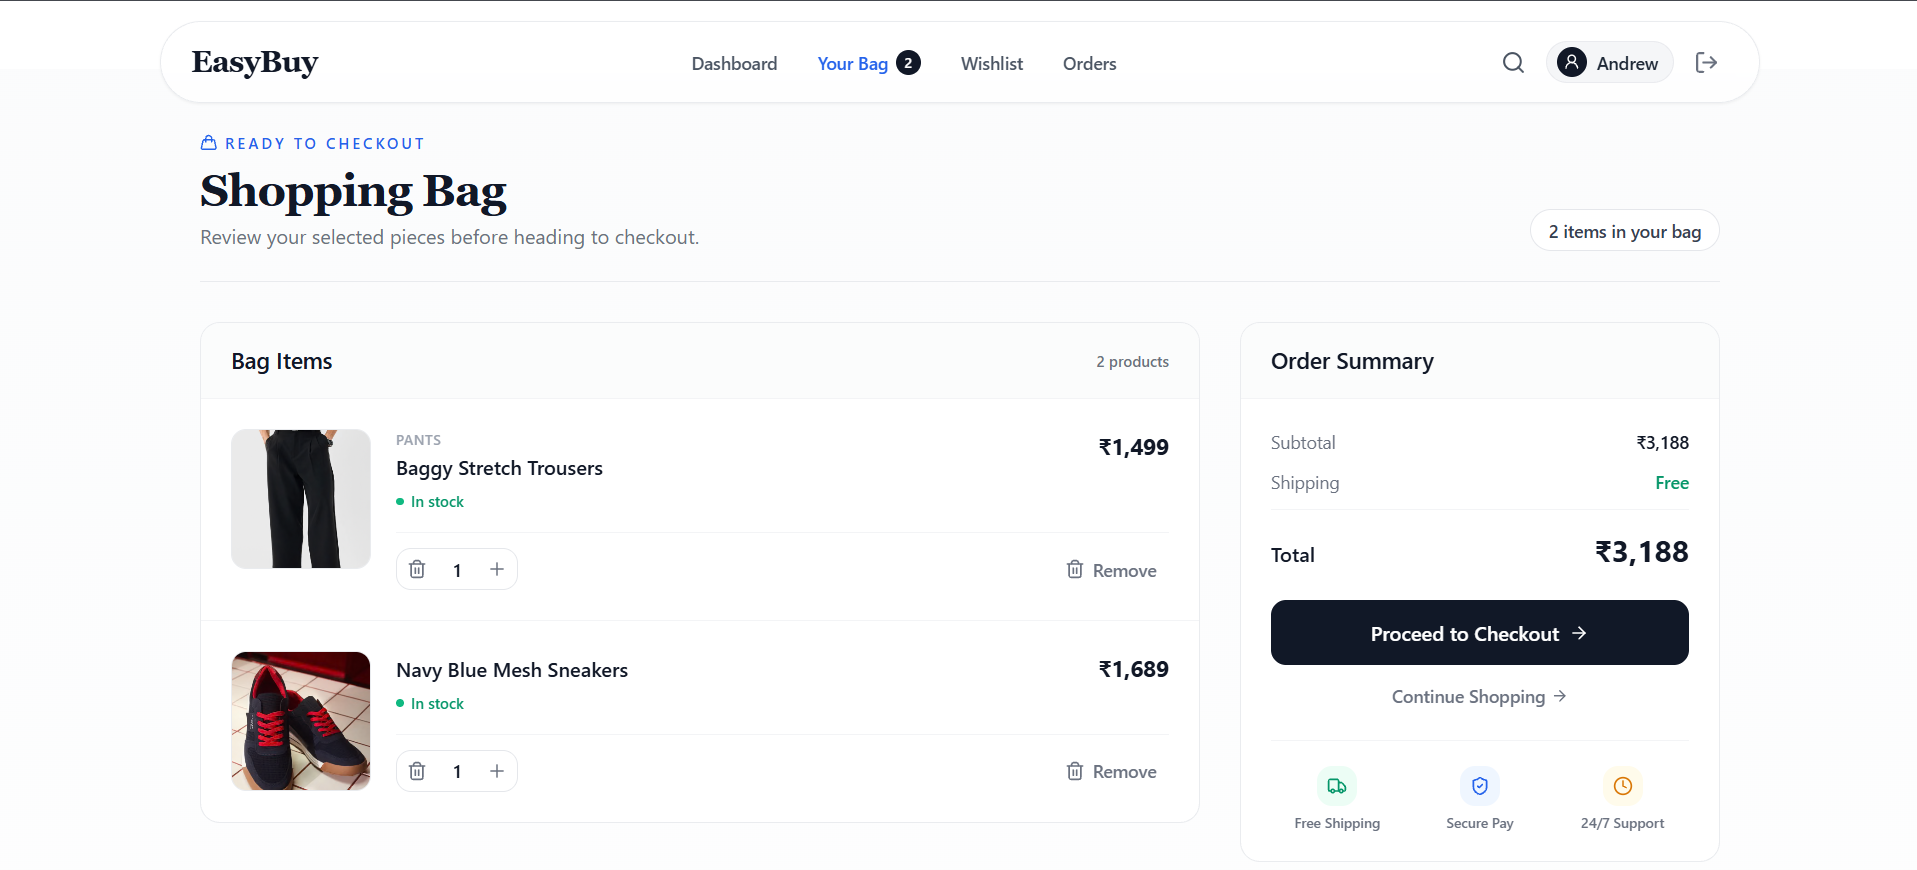 EasyBuy
Dashboard
Your Bag 2
Wishlist
Orders
Andrew
READY TO CHECKOUT
Shopping Bag
Review your selected pieces before heading to checkout.
2 items in your bag
Bag Items
2 products
PANTS
₹1,499
Baggy Stretch Trousers
In stock
1
Remove
Navy Blue Mesh Sneakers
₹1,689
In stock
1
Remove
Order Summary
Subtotal ₹3,188
Shipping Free
Total ₹3,188
Proceed to Checkout →
Continue Shopping →
Free Shipping
Secure Pay
24/7 Support